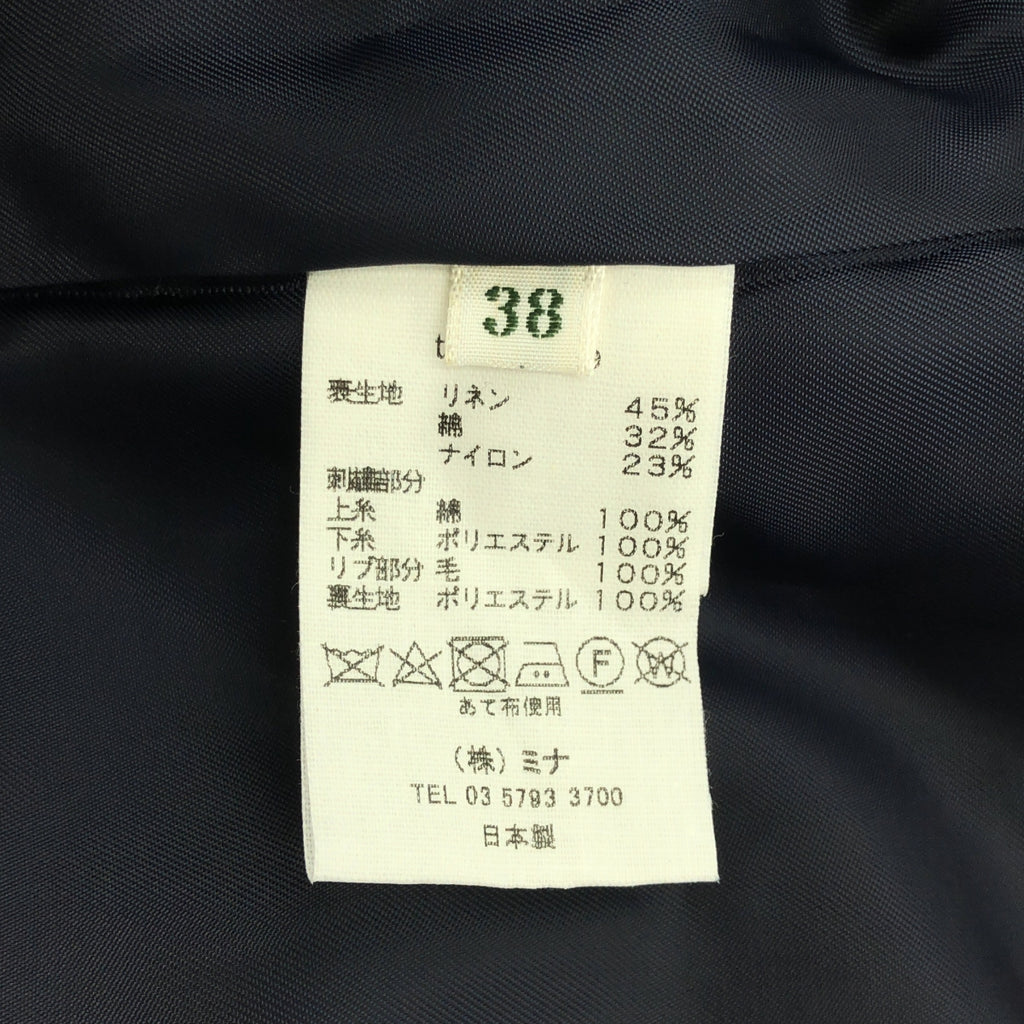 38
表生地 リネン 45%
綿 32%
ナイロン 23%
刺繍部分
上糸 綿 100%
下糸 ポリエステル 100%
リブ部分 毛 100%
裏生地 ポリエステル 100%
F W
あて布使用
(株)ミナ
TEL 03 5793 3700
日本製